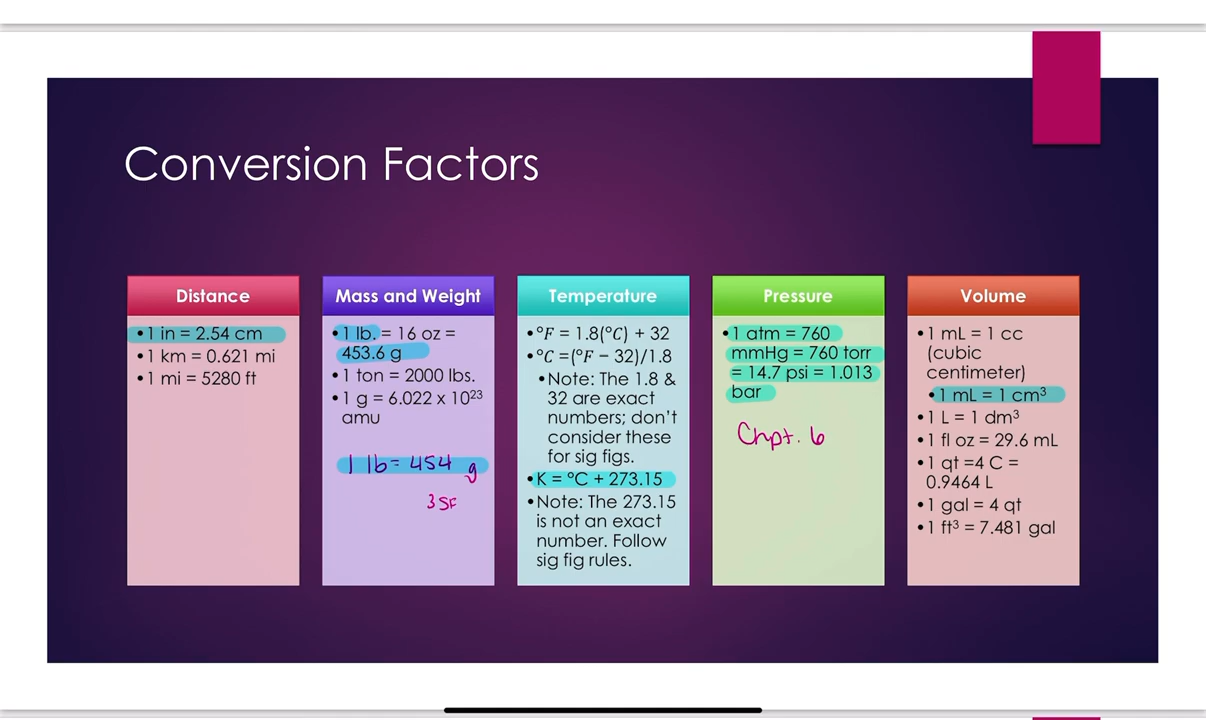 Conversion Factors
Distance
• 1 in = 2.54 cm
• 1 km = 0.621 mi
• 1 mi = 5280 ft
Mass and Weight
• 1 lb. = 16 oz =
453.6 g
• 1 ton = 2000 lbs.
• 1 g = 6.022 x 10²³
amu
1 lb = 454 g
3 SF
Temperature
• °F = 1.8(°C) + 32
• °C =(°F − 32)/1.8
• Note: The 1.8 &
32 are exact
numbers; don't
consider these
for sig figs.
• K = °C + 273.15
• Note: The 273.15
is not an exact
number. Follow
sig fig rules.
Pressure
• 1 atm = 760
mmHg = 760 torr
= 14.7 psi = 1.013
bar
Chpt. 6
Volume
• 1 mL = 1 cc
(cubic
centimeter)
• 1 mL = 1 cm³
• 1 L = 1 dm³
• 1 fl oz = 29.6 mL
• 1 qt =4 C =
0.9464 L
• 1 gal = 4 qt
• 1 ft³ = 7.481 gal